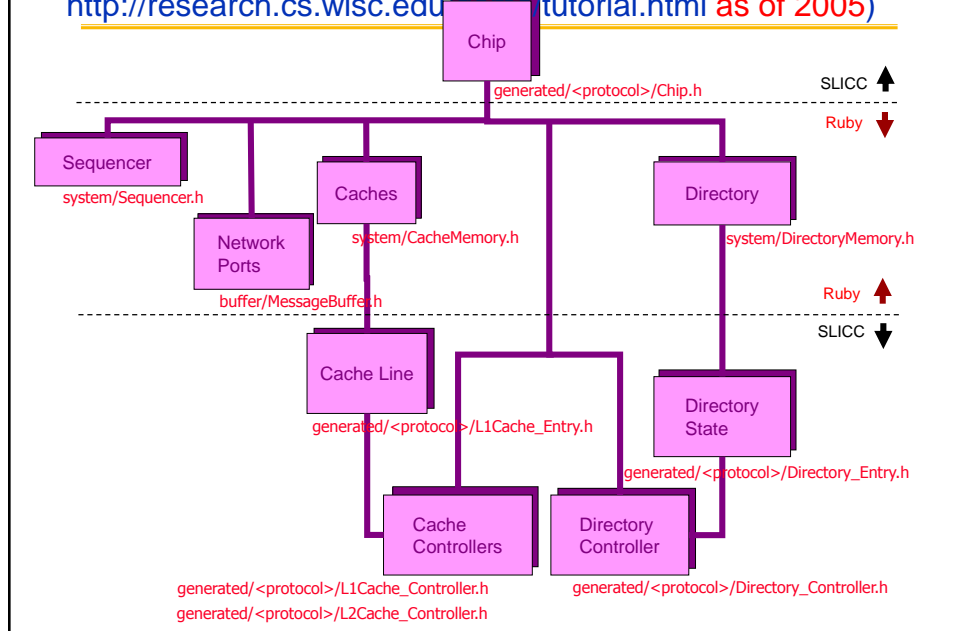 http://research.cs.wisc.edu tutorial.html as of 2005)
Chip
generated/<protocol>/Chip.h
SLICC
Ruby
Sequencer
system/Sequencer.h
Caches
system/CacheMemory.h
Directory
system/DirectoryMemory.h
Network
Ports
buffer/MessageBuffer.h
Ruby
SLICC
Cache Line
generated/<protocol>/L1Cache_Entry.h
Directory
State
generated/<protocol>/Directory_Entry.h
Cache
Controllers
Directory
Controller
generated/<protocol>/L1Cache_Controller.h
generated/<protocol>/L2Cache_Controller.h
generated/<protocol>/Directory_Controller.h